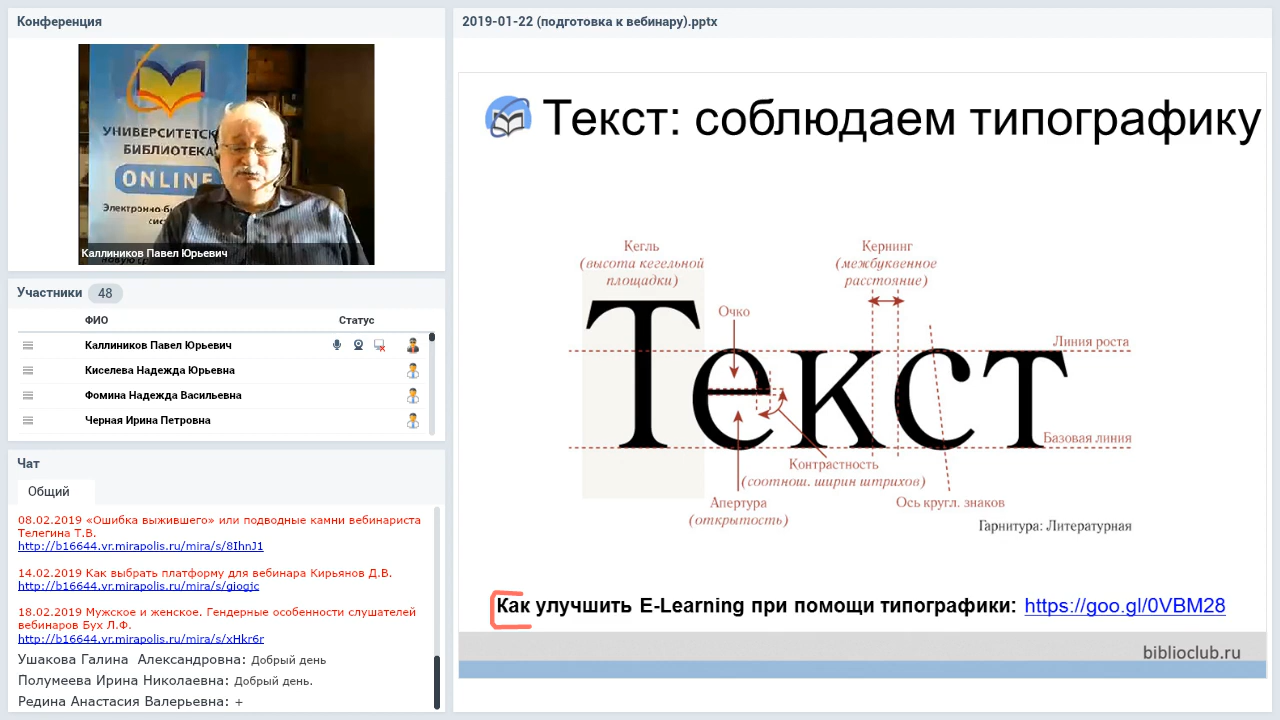 Конференция
УНИВЕРСИТЕТСК
БИБЛИОТЕКА
ONLINE
Каллиников Павел Юрьевич
Участники 48
ФИО Статус
Каллиников Павел Юрьевич
Киселева Надежда Юрьевна
Фомина Надежда Васильевна
Черная Ирина Петровна
Чат
Общий
08.02.2019 «Ошибка выжившего» или подводные камни вебинариста
Телегина Т.В.
http://b16644.vr.mirapolis.ru/mira/s/8IhnJ1
14.02.2019 Как выбрать платформу для вебинара Кирьянов Д.В.
http://b16644.vr.mirapolis.ru/mira/s/giogjc
18.02.2019 Мужское и женское. Гендерные особенности слушателей
вебинаров Бух Л.Ф.
http://b16644.vr.mirapolis.ru/mira/s/xHkr6r
Ушакова Галина Александровна: Добрый день
Полумеева Ирина Николаевна: Добрый день.
Редина Анастасия Валерьевна: +
2019-01-22 (подготовка к вебинару).pptx
Текст: соблюдаем типографику
Кегль
(высота кегельной
площадки)
Кернинг
(межбуквенное
расстояние)
Очко
Линия роста
Текст
Базовая линия
Контрастность
(соотнош. ширин штрихов)
Апертура
(открытость)
Ось кругл. знаков
Гарнитура: Литературная
Как улучшить E-Learning при помощи типографики: https://goo.gl/0VBM28
biblioclub.ru